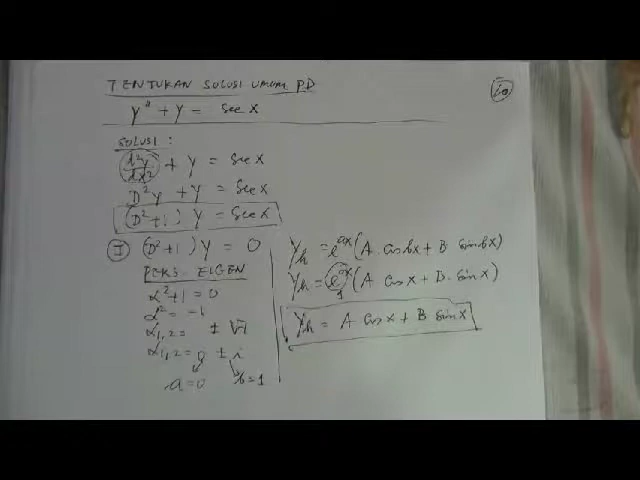 TENTUKAN SOLUSI UMUM PD
10
y" + y = sec x
SOLUSI :
d²y/dx² + y = sec x
D²y + y = sec x
(D²+1) y = sec x
I (D²+1) y = 0
PERS. EIGEN
α²+1 = 0
α² = -1
α1,2 = ± √-1
α1,2 = 0 ± i
a=0 b=1
yh = e^ax (A. cos bx + B sin bx)
yh = e^0x (A cos x + B. sin x)
1
yh = A cos x + B sin x